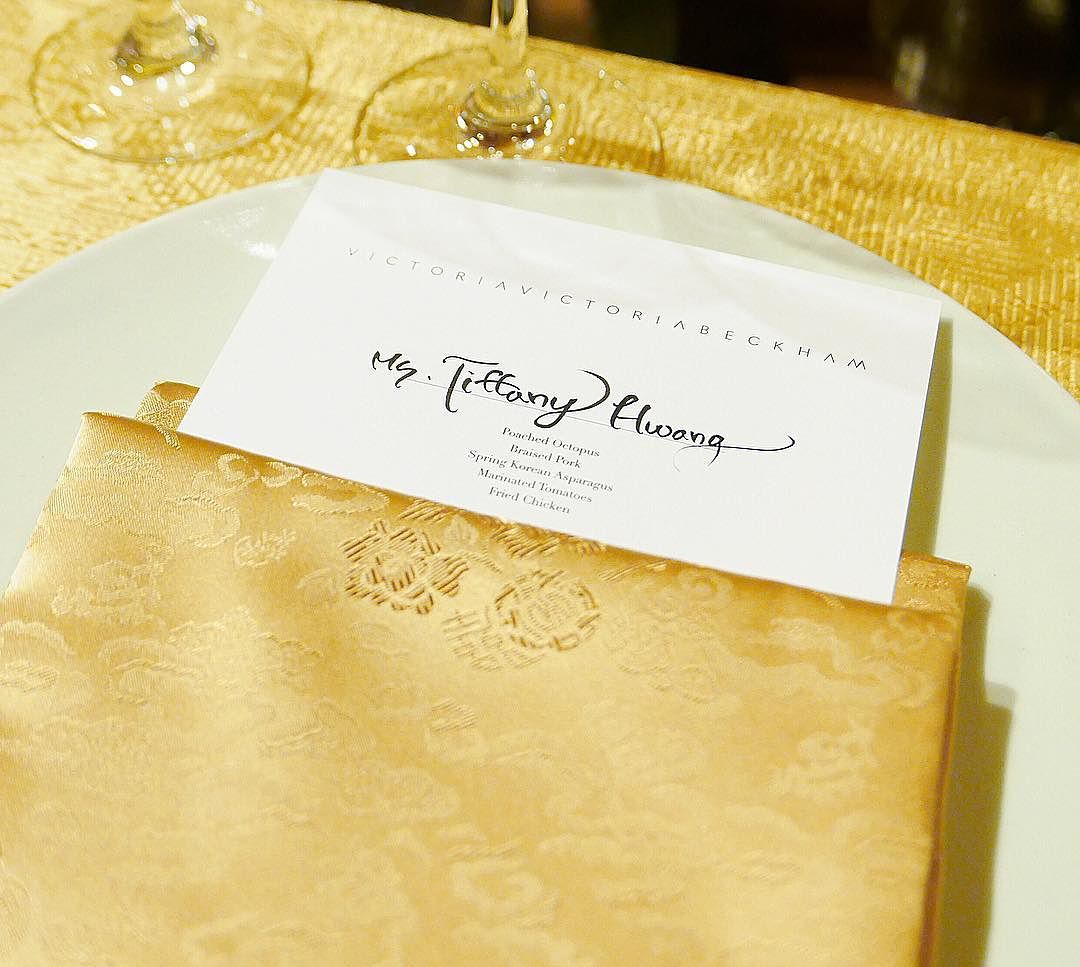 VICTORIAVICTORIABECKHAM
Ms. Tiffany Hwang
Poached Octopus
Braised Pork
Spring Korean Asparagus
Marinated Tomatoes
Fried Chicken